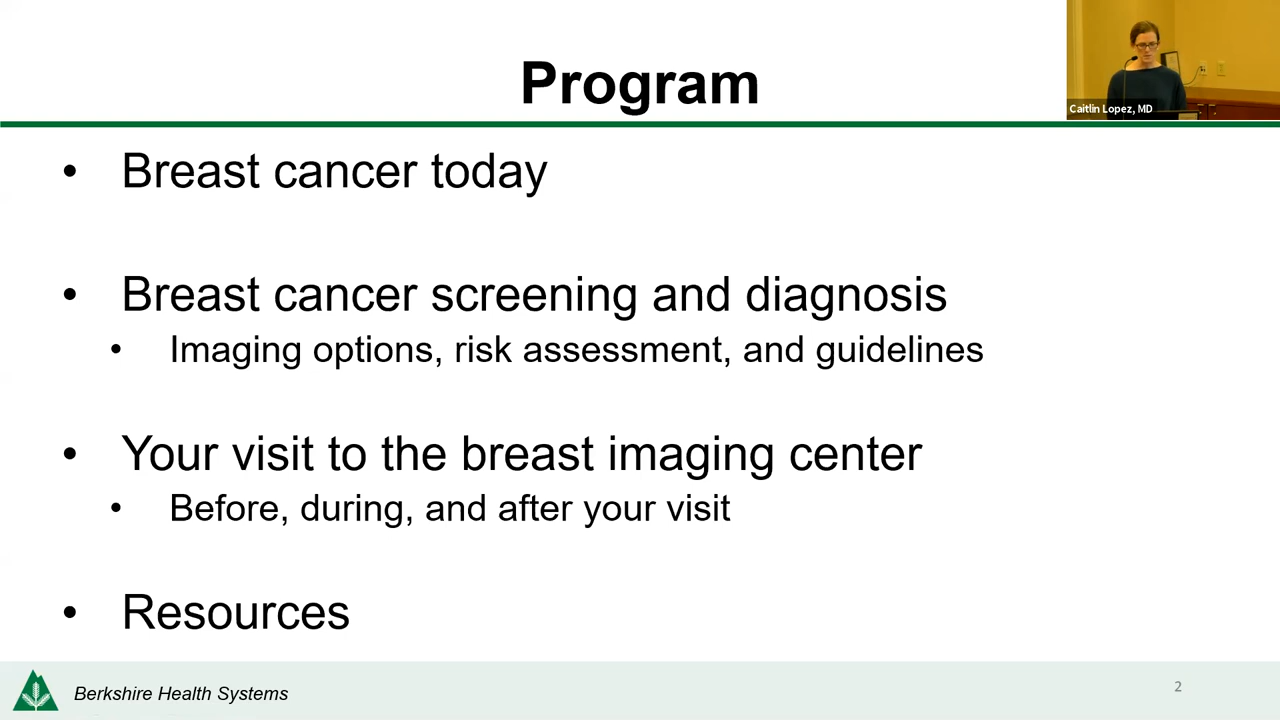 Program
Caitlin Lopez, MD
• Breast cancer today
• Breast cancer screening and diagnosis
• Imaging options, risk assessment, and guidelines
• Your visit to the breast imaging center
• Before, during, and after your visit
• Resources
Berkshire Health Systems
2